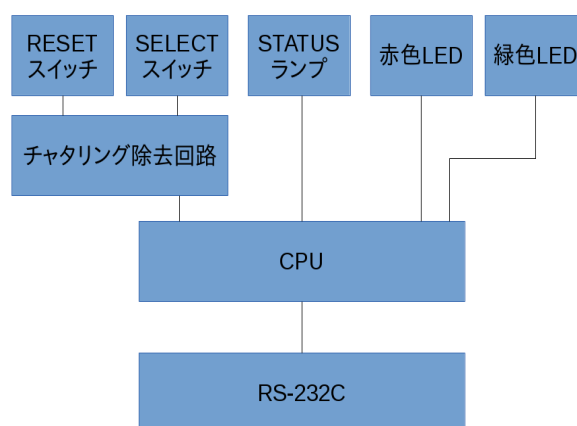 RESET
スイッチ
SELECT
スイッチ
STATUS
ランプ
赤色LED
緑色LED
チャタリング除去回路
CPU
RS-232C